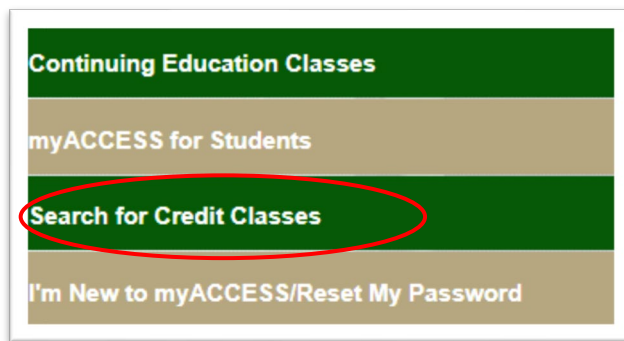 Continuing Education Classes
myACCESS for Students
Search for Credit Classes
I'm New to myACCESS/Reset My Password